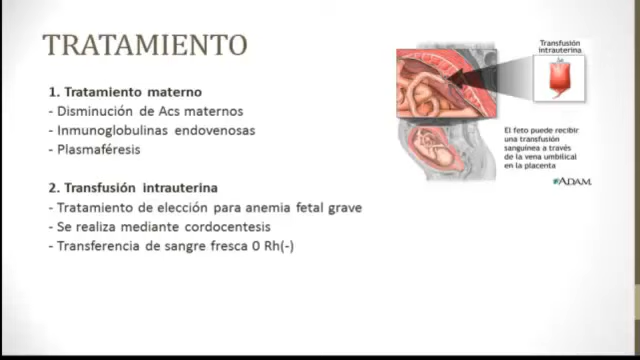 TRATAMIENTO
1. Tratamiento materno
- Disminución de Acs maternos
- Inmunoglobulinas endovenosas
- Plasmaféresis
2. Transfusión intrauterina
- Tratamiento de elección para anemia fetal grave
- Se realiza mediante cordocentesis
- Transferencia de sangre fresca 0 Rh(-)
Transfusión
intrauterina
El feto puede recibir
una transfusión
sanguínea a través
de la vena umbilical
en la placenta
ADAM.